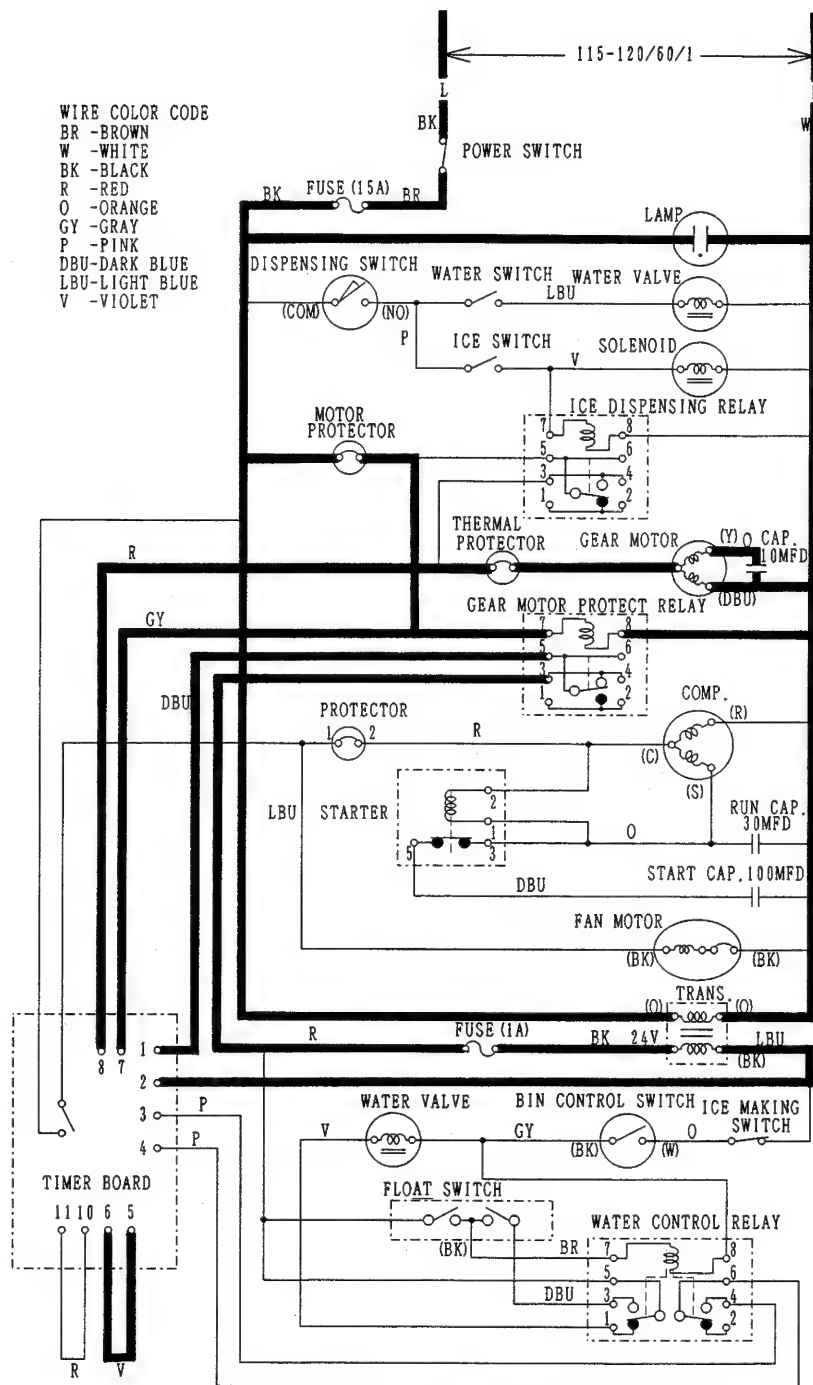 115-120/60/1
L
WIRE COLOR CODE
BR -BROWN
W -WHITE
BK -BLACK
R -RED
O -ORANGE
GY -GRAY
P -PINK
DBU-DARK BLUE
LBU-LIGHT BLUE
V -VIOLET
BK
W
POWER SWITCH
BK
FUSE (15A)
BR
LAMP
DISPENSING SWITCH
WATER SWITCH
WATER VALVE
LBU
(COM)
(NO)
P
ICE SWITCH
SOLENOID
V
ICE DISPENSING RELAY
7 8
5 6
3 4
1 2
MOTOR
PROTECTOR
THERMAL
PROTECTOR
GEAR MOTOR
(Y)
O
CAP.
10MFD
(DBU)
R
GEAR MOTOR PROTECT RELAY
GY
7 8
5 6
3 4
1 2
DBU
PROTECTOR
1 2
R
COMP.
(R)
(C)
(S)
LBU
STARTER
2
1
5 3
O
RUN CAP.
30MFD
DBU
START CAP.100MFD
FAN MOTOR
(BK)
(BK)
TRANS.
(O)
(O)
R
FUSE (1A)
BK
24V
LBU
(BK)
8 7
1
2
3
4
P
P
WATER VALVE
BIN CONTROL SWITCH
ICE MAKING
SWITCH
V
GY
(BK)
(W)
O
TIMER BOARD
11 10 6 5
FLOAT SWITCH
(BK)
WATER CONTROL RELAY
BR
DBU
7 8
5 6
3 4
1 2
R
V